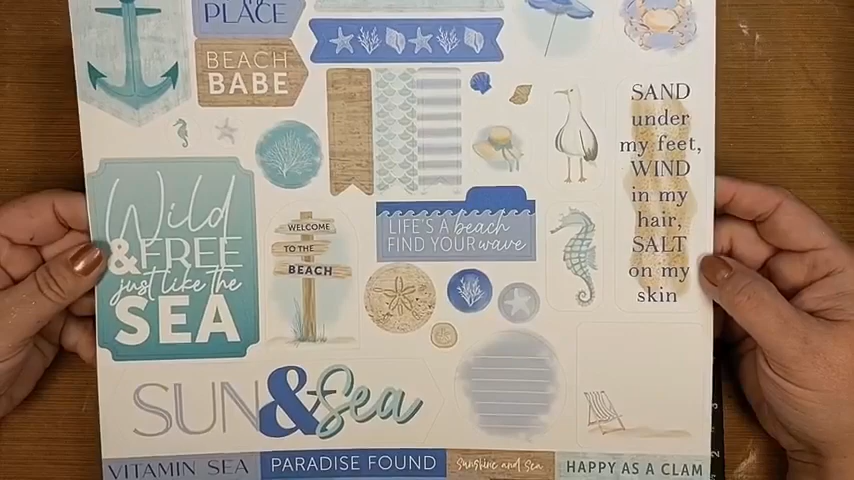 PLACE
BEACH
BABE
SAND
under
my feet,
WIND
in my
hair,
SALT
on my
skin
Wild
& FREE
just like the
SEA
WELCOME
TO THE
BEACH
LIFE'S A beach
FIND YOUR wave
SUN & Sea
VITAMIN SEA
PARADISE FOUND
sunshine and sea
HAPPY AS A CLAM